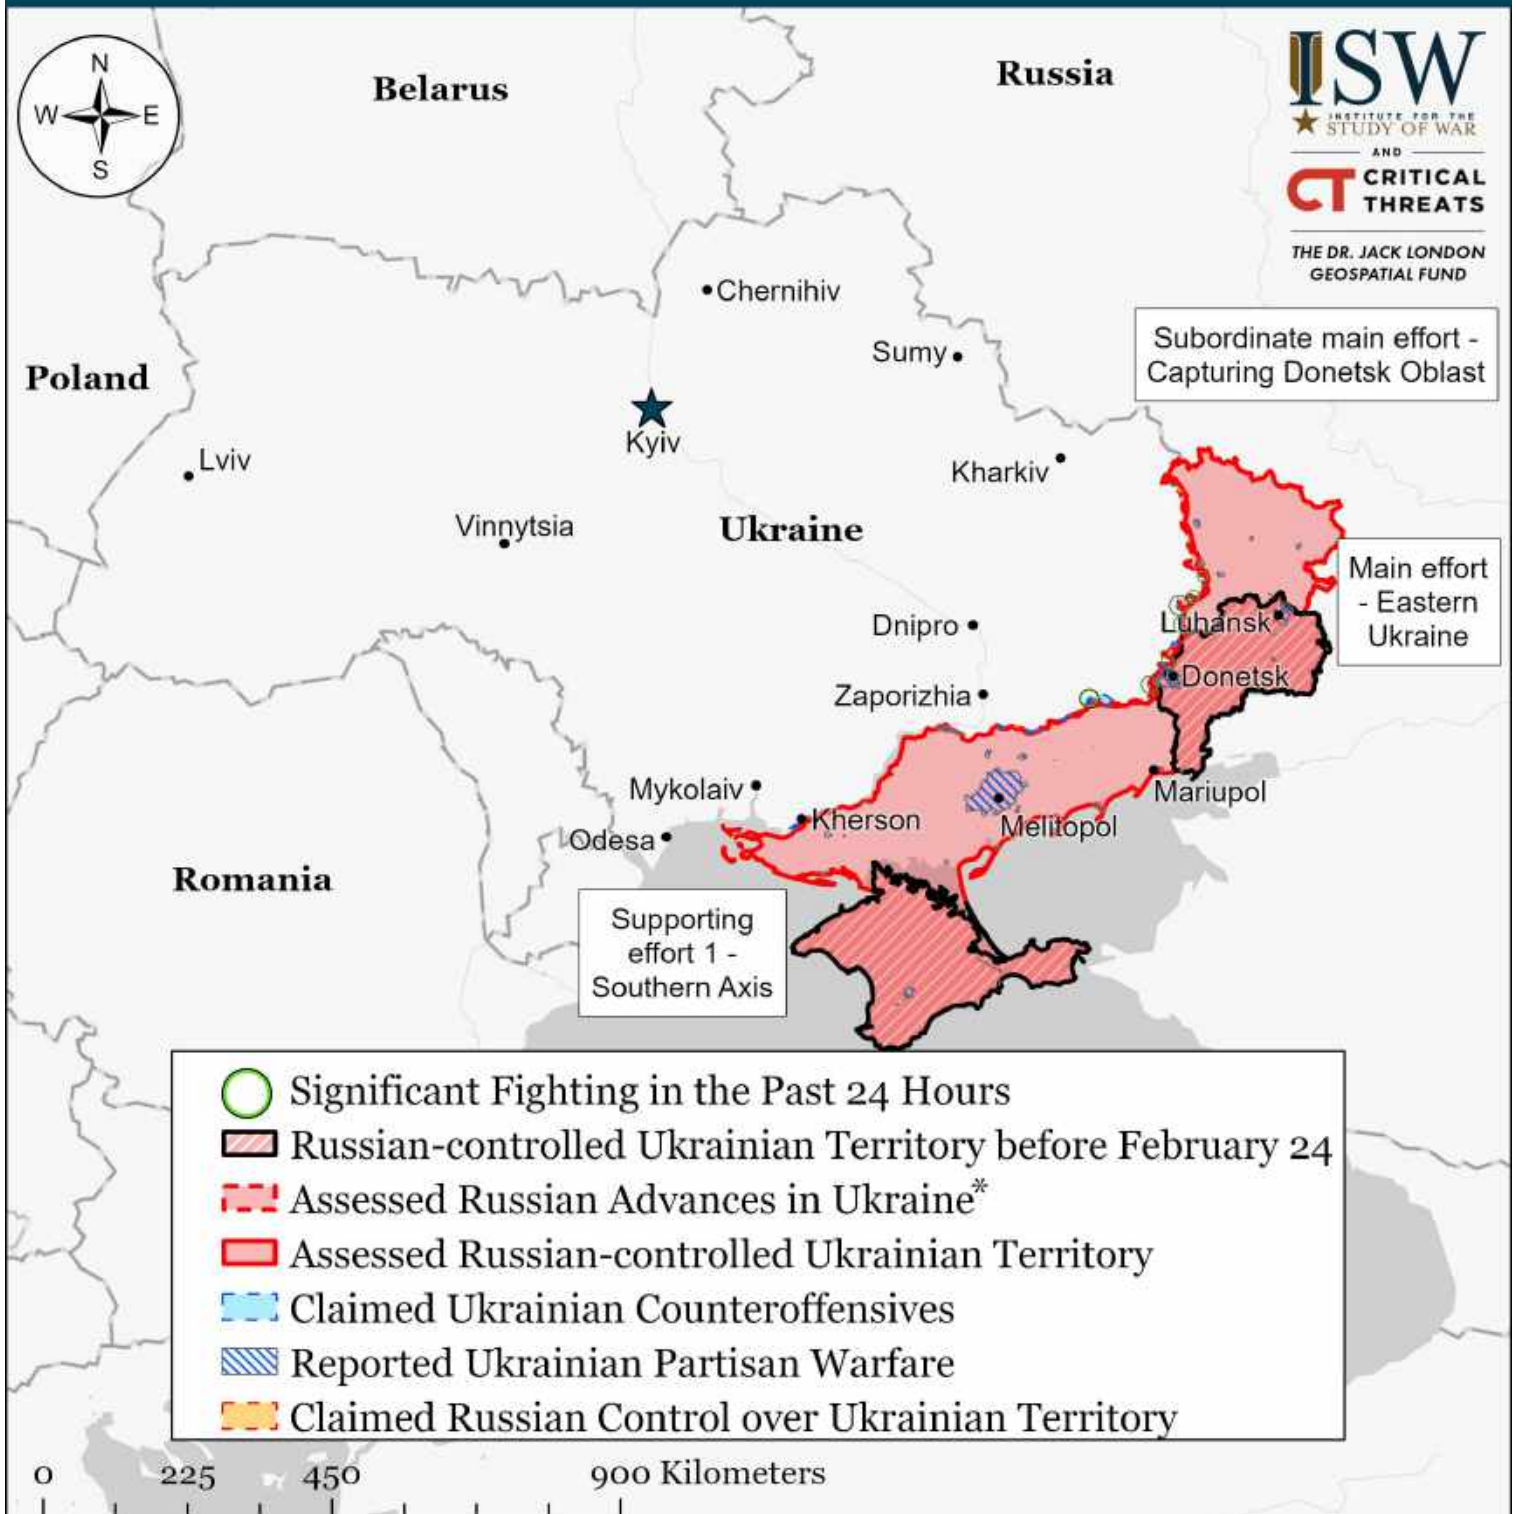 N
W
E
S
Belarus
Russia
ISW
INSTITUTE FOR THE
STUDY OF WAR
AND
CT CRITICAL
THREATS
THE DR. JACK LONDON
GEOSPATIAL FUND
Chernihiv
Subordinate main effort -
Capturing Donetsk Oblast
Sumy
Poland
Kyiv
Lviv
Kharkiv
Vinnytsia
Ukraine
Main effort
- Eastern
Ukraine
Dnipro
Luhansk
Donetsk
Zaporizhia
Mykolaiv
Mariupol
Kherson
Melitopol
Odesa
Romania
Supporting
effort 1 -
Southern Axis
Significant Fighting in the Past 24 Hours
Russian-controlled Ukrainian Territory before February 24
Assessed Russian Advances in Ukraine*
Assessed Russian-controlled Ukrainian Territory
Claimed Ukrainian Counteroffensives
Reported Ukrainian Partisan Warfare
Claimed Russian Control over Ukrainian Territory
0 225 450 900 Kilometers